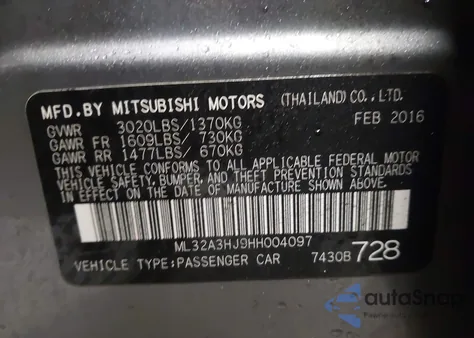 MFD.BY MITSUBISHI MOTORS (THAILAND) CO.,LTD.
GVWR 3020LBS/1370KG FEB 2016
GAWR FR 1609LBS/ 730KG
GAWR RR 1477LBS/ 670KG
THIS VEHICLE CONFORMS TO ALL APPLICABLE FEDERAL MOTOR
VEHICLE SAFETY, BUMPER, AND THEFT PREVENTION STANDARDS
IN EFFECT ON THE DATE OF MANUFACTURE SHOWN ABOVE.
ML32A3HJ9HH004097
VEHICLE TYPE:PASSENGER CAR 7430B 728
autoSnap